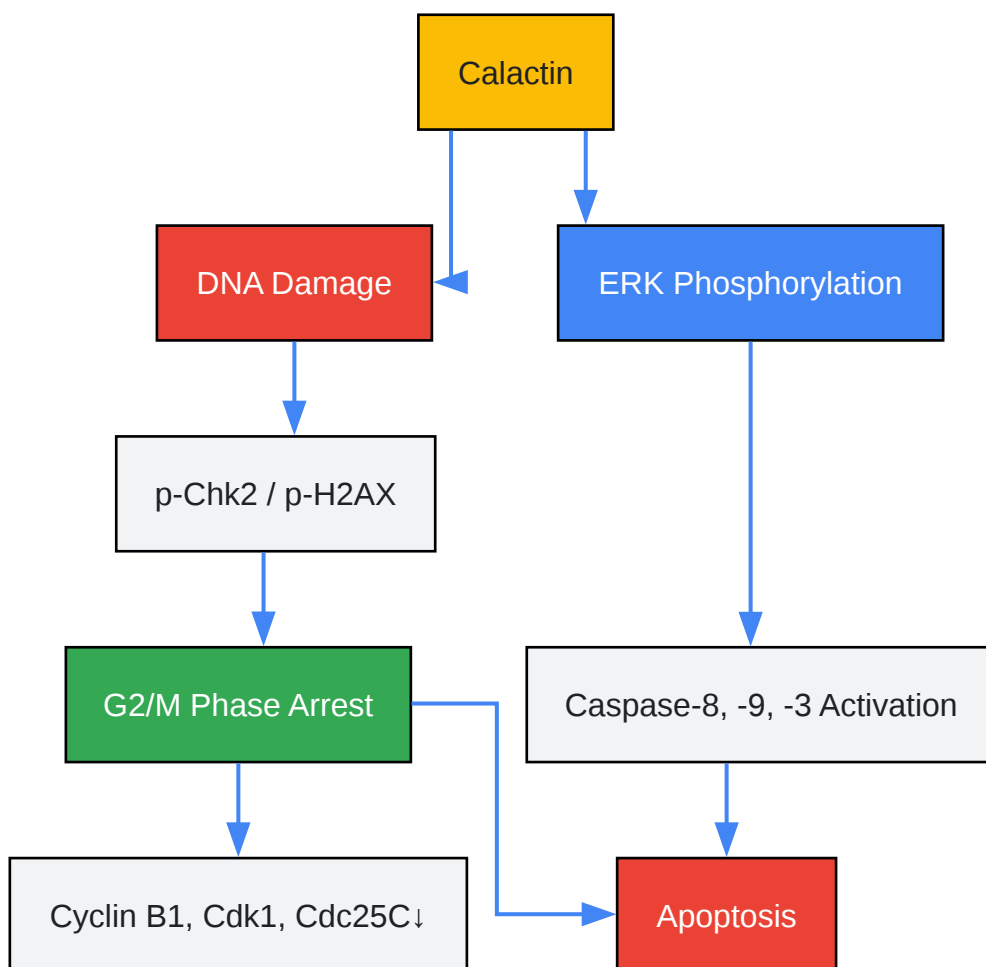 Calactin
DNA Damage
ERK Phosphorylation
p-Chk2 / p-H2AX
G2/M Phase Arrest
Caspase-8, -9, -3 Activation
Cyclin B1, Cdk1, Cdc25C↓
Apoptosis